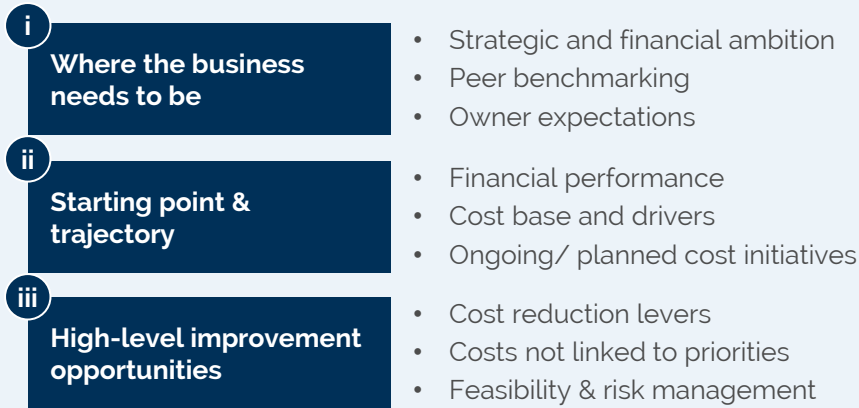 i
Where the business
needs to be
• Strategic and financial ambition
• Peer benchmarking
• Owner expectations
ii
Starting point &
trajectory
• Financial performance
• Cost base and drivers
• Ongoing/ planned cost initiatives
iii
High-level improvement
opportunities
• Cost reduction levers
• Costs not linked to priorities
• Feasibility & risk management